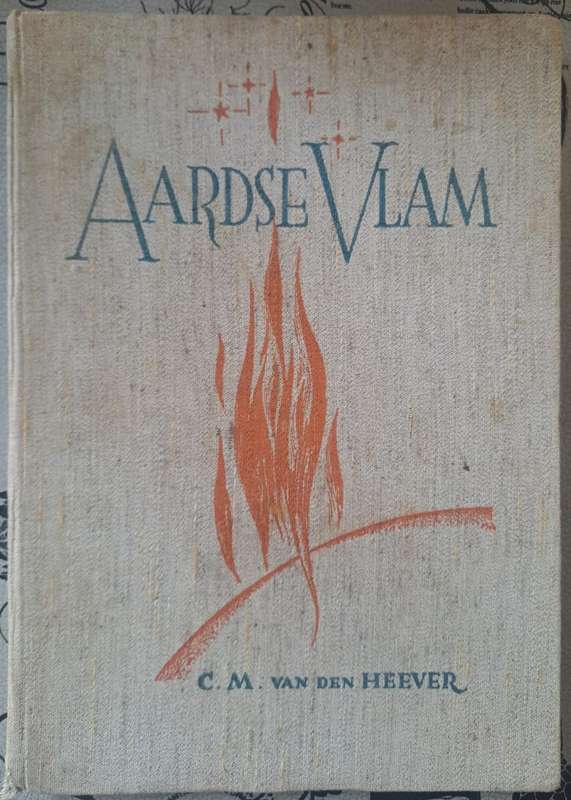 AARDSE VLAM
C. M. VAN DEN HEEVER